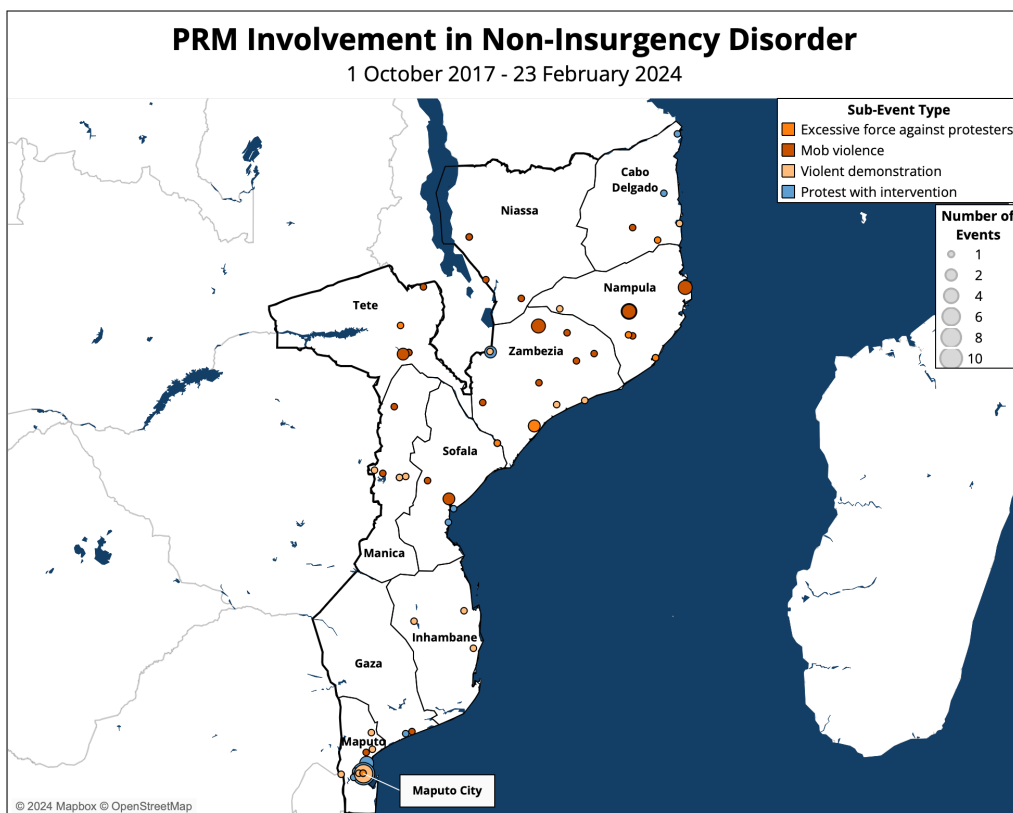 PRM Involvement in Non-Insurgency Disorder
1 October 2017 - 23 February 2024
Sub-Event Type
Excessive force against protesters
Mob violence
Violent demonstration
Protest with intervention
Number of
Events
1
2
4
6
8
10
Cabo
Delgado
Niassa
Nampula
Tete
Zambezia
Sofala
Manica
Inhambane
Gaza
Maputo
Maputo City
© 2024 Mapbox © OpenStreetMap